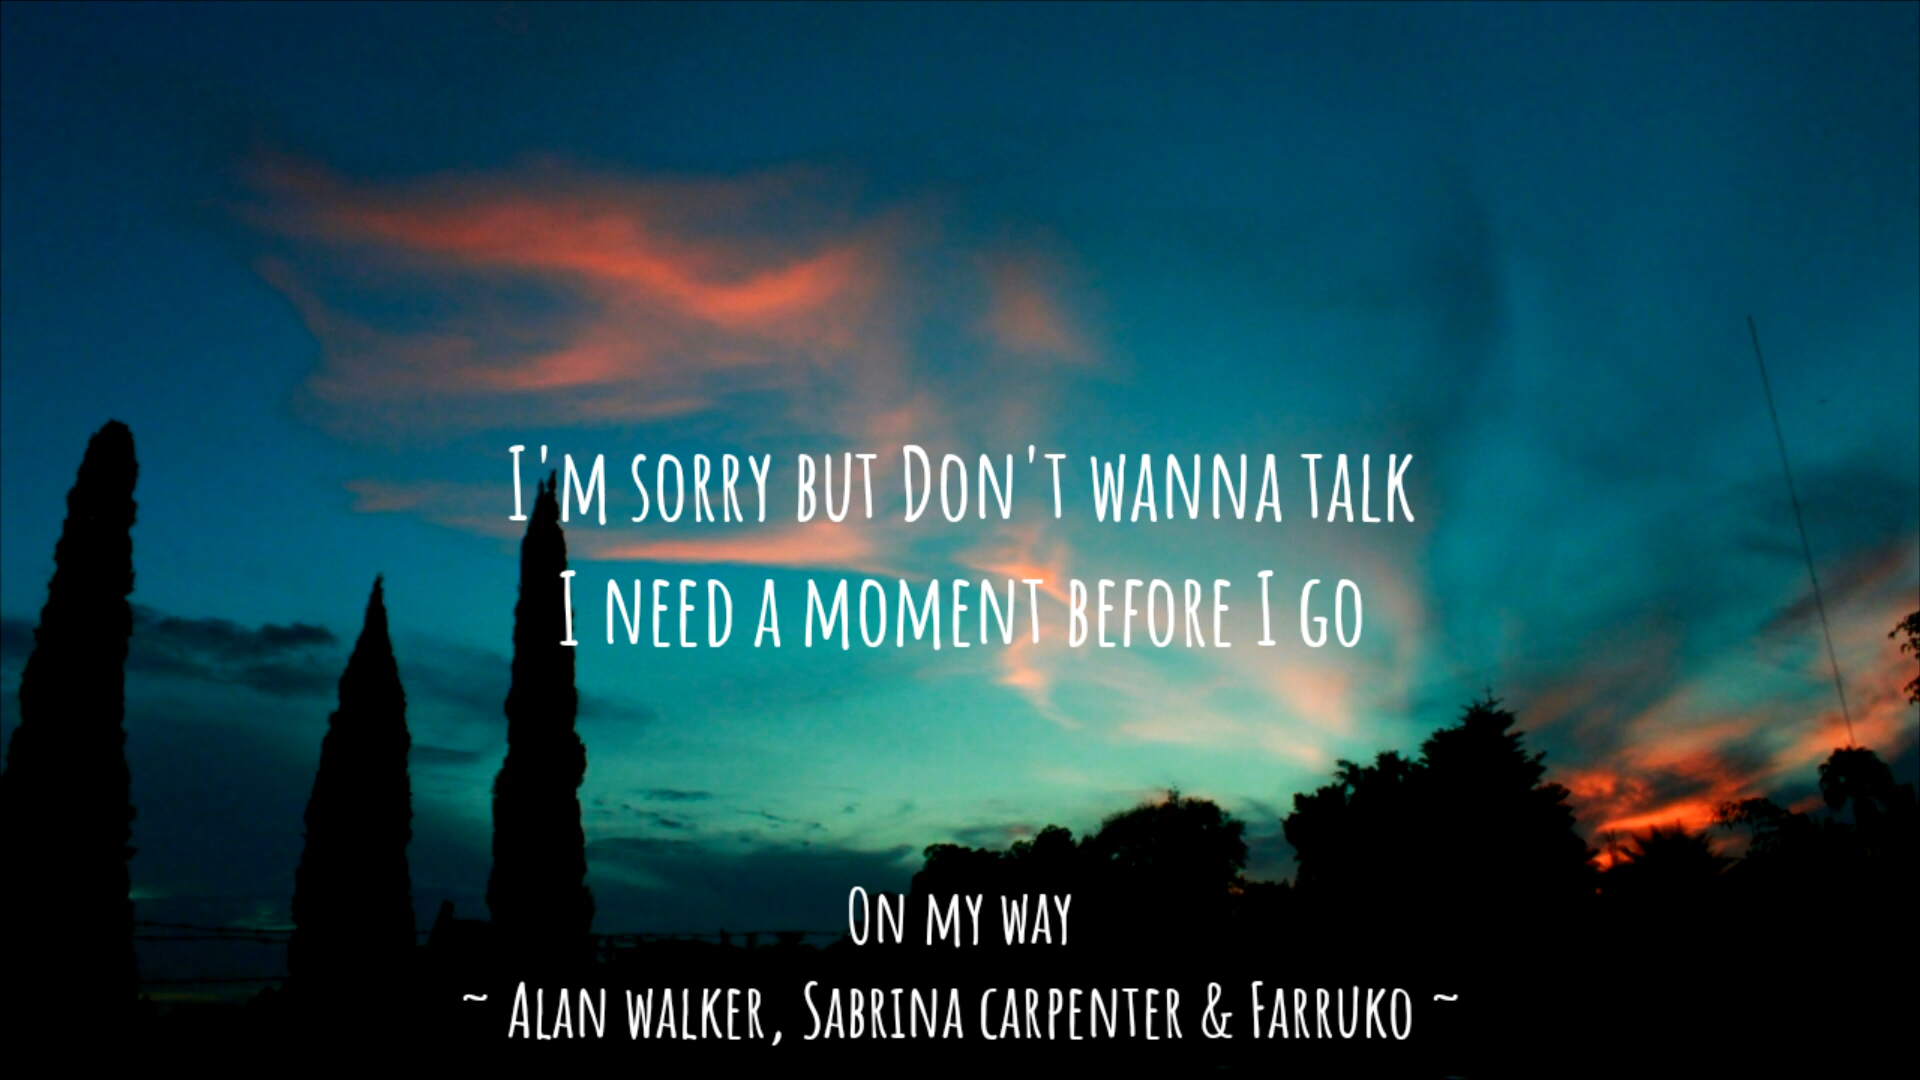 I'm sorry but Don't wanna talk
I need a moment before I go
On my way
~ Alan walker, Sabrina carpenter & Farruko ~